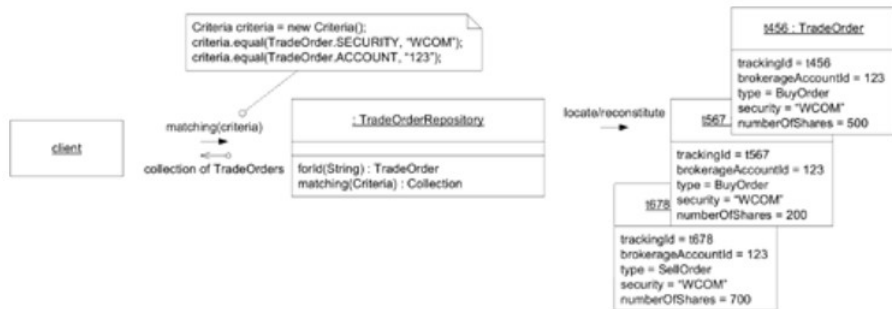 Criteria criteria = new Criteria();
criteria.equal(TradeOrder.SECURITY, "WCOM");
criteria.equal(TradeOrder.ACCOUNT, "123");
client
matching(criteria)
collection of TradeOrders
: TradeOrderRepository
forId(String) : TradeOrder
matching(Criteria) : Collection
locate/reconstitute
t456 : TradeOrder
trackingId = t456
brokerageAccountId = 123
type = BuyOrder
security = "WCOM"
numberOfShares = 500
t567
trackingId = t567
brokerageAccountId = 123
type = BuyOrder
security = "WCOM"
numberOfShares = 200
t678
trackingId = t678
brokerageAccountId = 123
type = SellOrder
security = "WCOM"
numberOfShares = 700